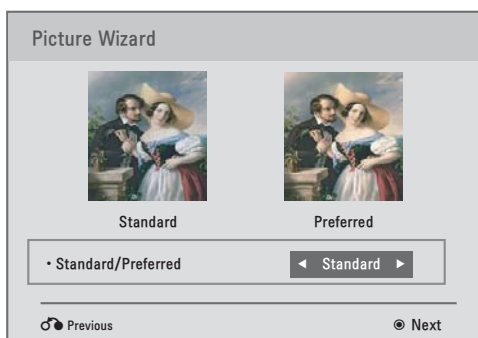 Picture Wizard
Standard Preferred
• Standard/Preferred ◄ Standard ►
Previous ◉ Next